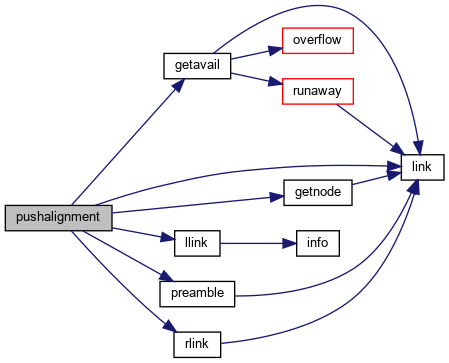 overflow
getavail
runaway
link
getnode
pushalignment
llink
info
preamble
rlink